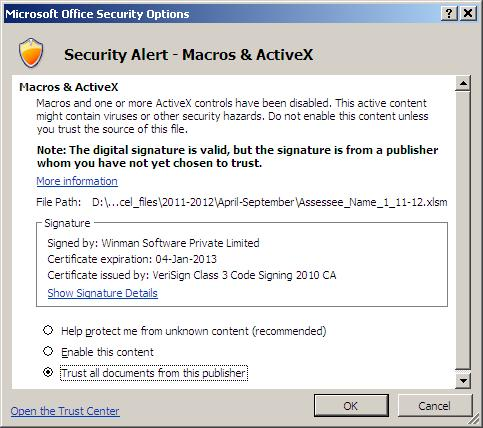 Microsoft Office Security Options
Security Alert - Macros & ActiveX
Macros & ActiveX
Macros and one or more ActiveX controls have been disabled. This active content
might contain viruses or other security hazards. Do not enable this content unless
you trust the source of this file.
Note: The digital signature is valid, but the signature is from a publisher
whom you have not yet chosen to trust.
More information
File Path: D:\...cel_files\2011-2012\April-September\Assessee_Name_1_11-12.xlsm
Signature
Signed by: Winman Software Private Limited
Certificate expiration: 04-Jan-2013
Certificate issued by: VeriSign Class 3 Code Signing 2010 CA
Show Signature Details
Help protect me from unknown content (recommended)
Enable this content
Trust all documents from this publisher
Open the Trust Center
OK
Cancel